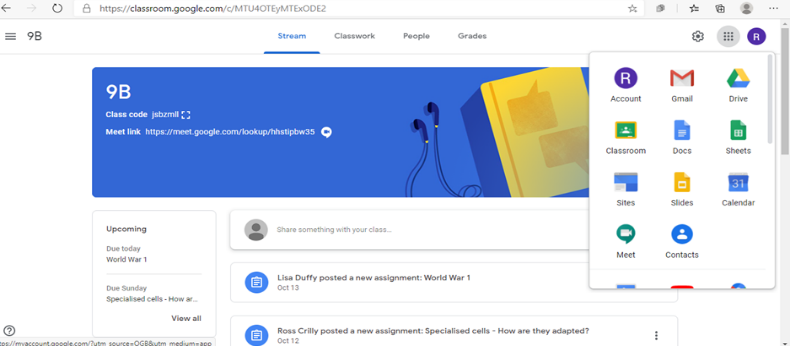 https://classroom.google.com/c/MTU4OTEyMTExODE2
9B
Stream Classwork People Grades
R
9B
Class code jsbzmll
Meet link https://meet.google.com/lookup/hhstipbw35
R
Account Gmail Drive
Classroom Docs Sheets
31
Sites Slides Calendar
Meet Contacts
Upcoming
Due today
World War 1
Due Sunday
Specialised cells - How ar...
View all
Share something with your class...
Lisa Duffy posted a new assignment: World War 1
Oct 13
Ross Crilly posted a new assignment: Specialised cells - How are they adapted?
Oct 12
ttps://myaccount.google.com/?utm_source=OGB&utm_medium=app